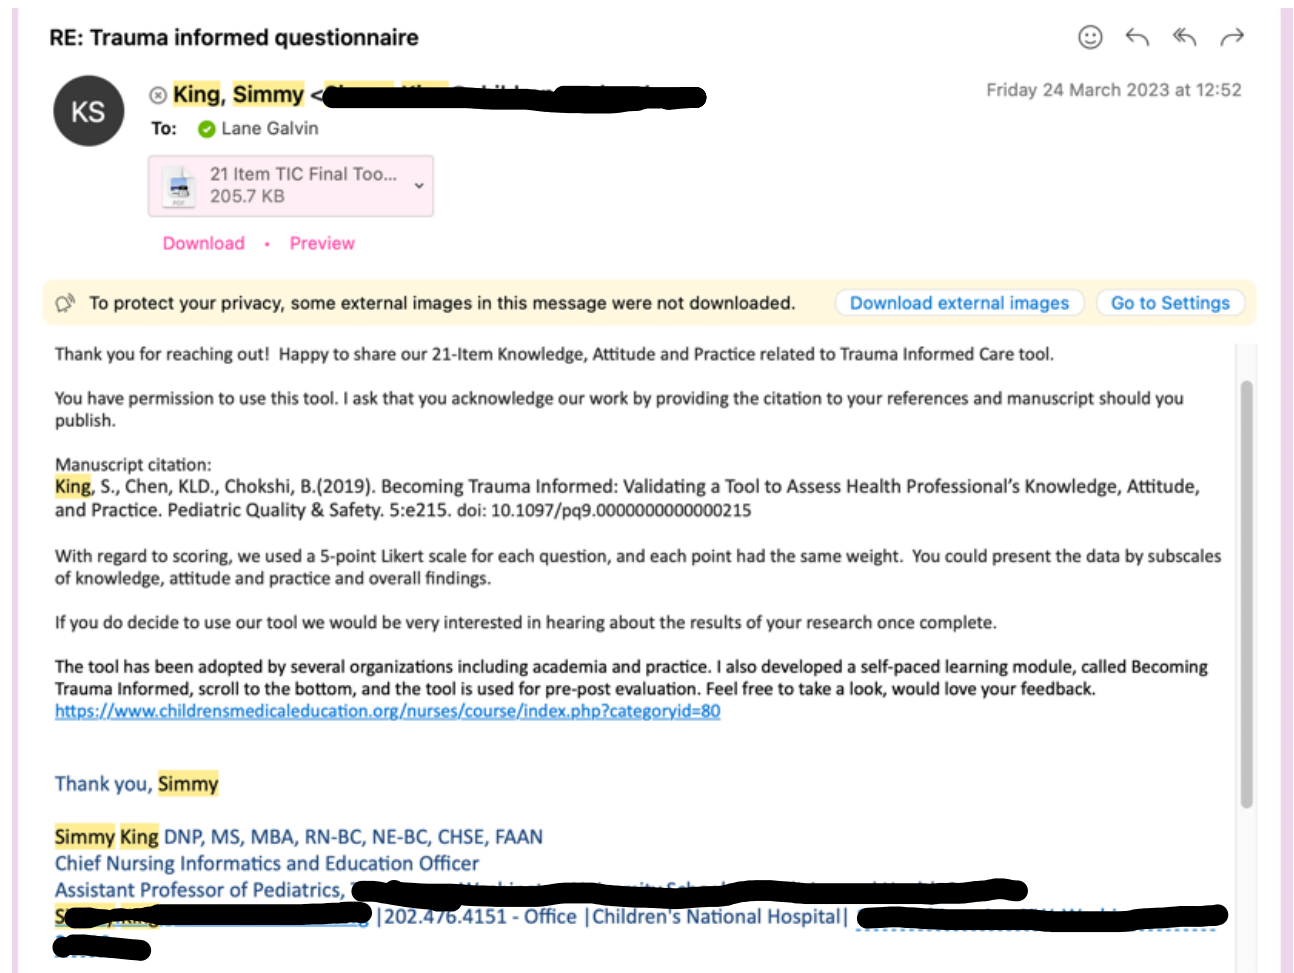 RE: Trauma informed questionnaire
KS
King, Simmy <
Friday 24 March 2023 at 12:52
To: Lane Galvin
21 Item TIC Final Too...
205.7 KB
PDF
Download • Preview
To protect your privacy, some external images in this message were not downloaded. Download external images Go to Settings
Thank you for reaching out!  Happy to share our 21-Item Knowledge, Attitude and Practice related to Trauma Informed Care tool.
You have permission to use this tool. I ask that you acknowledge our work by providing the citation to your references and manuscript should you
publish.
Manuscript citation:
King, S., Chen, KLD., Chokshi, B.(2019). Becoming Trauma Informed: Validating a Tool to Assess Health Professional's Knowledge, Attitude,
and Practice. Pediatric Quality & Safety. 5:e215. doi: 10.1097/pq9.0000000000000215
With regard to scoring, we used a 5-point Likert scale for each question, and each point had the same weight.  You could present the data by subscales
of knowledge, attitude and practice and overall findings.
If you do decide to use our tool we would be very interested in hearing about the results of your research once complete.
The tool has been adopted by several organizations including academia and practice. I also developed a self-paced learning module, called Becoming
Trauma Informed, scroll to the bottom, and the tool is used for pre-post evaluation. Feel free to take a look, would love your feedback.
https://www.childrensmedicaleducation.org/nurses/course/index.php?categoryid=80
Thank you, Simmy
Simmy King DNP, MS, MBA, RN-BC, NE-BC, CHSE, FAAN
Chief Nursing Informatics and Education Officer
Assistant Professor of Pediatrics,
|202.476.4151 - Office |Children's National Hospital|